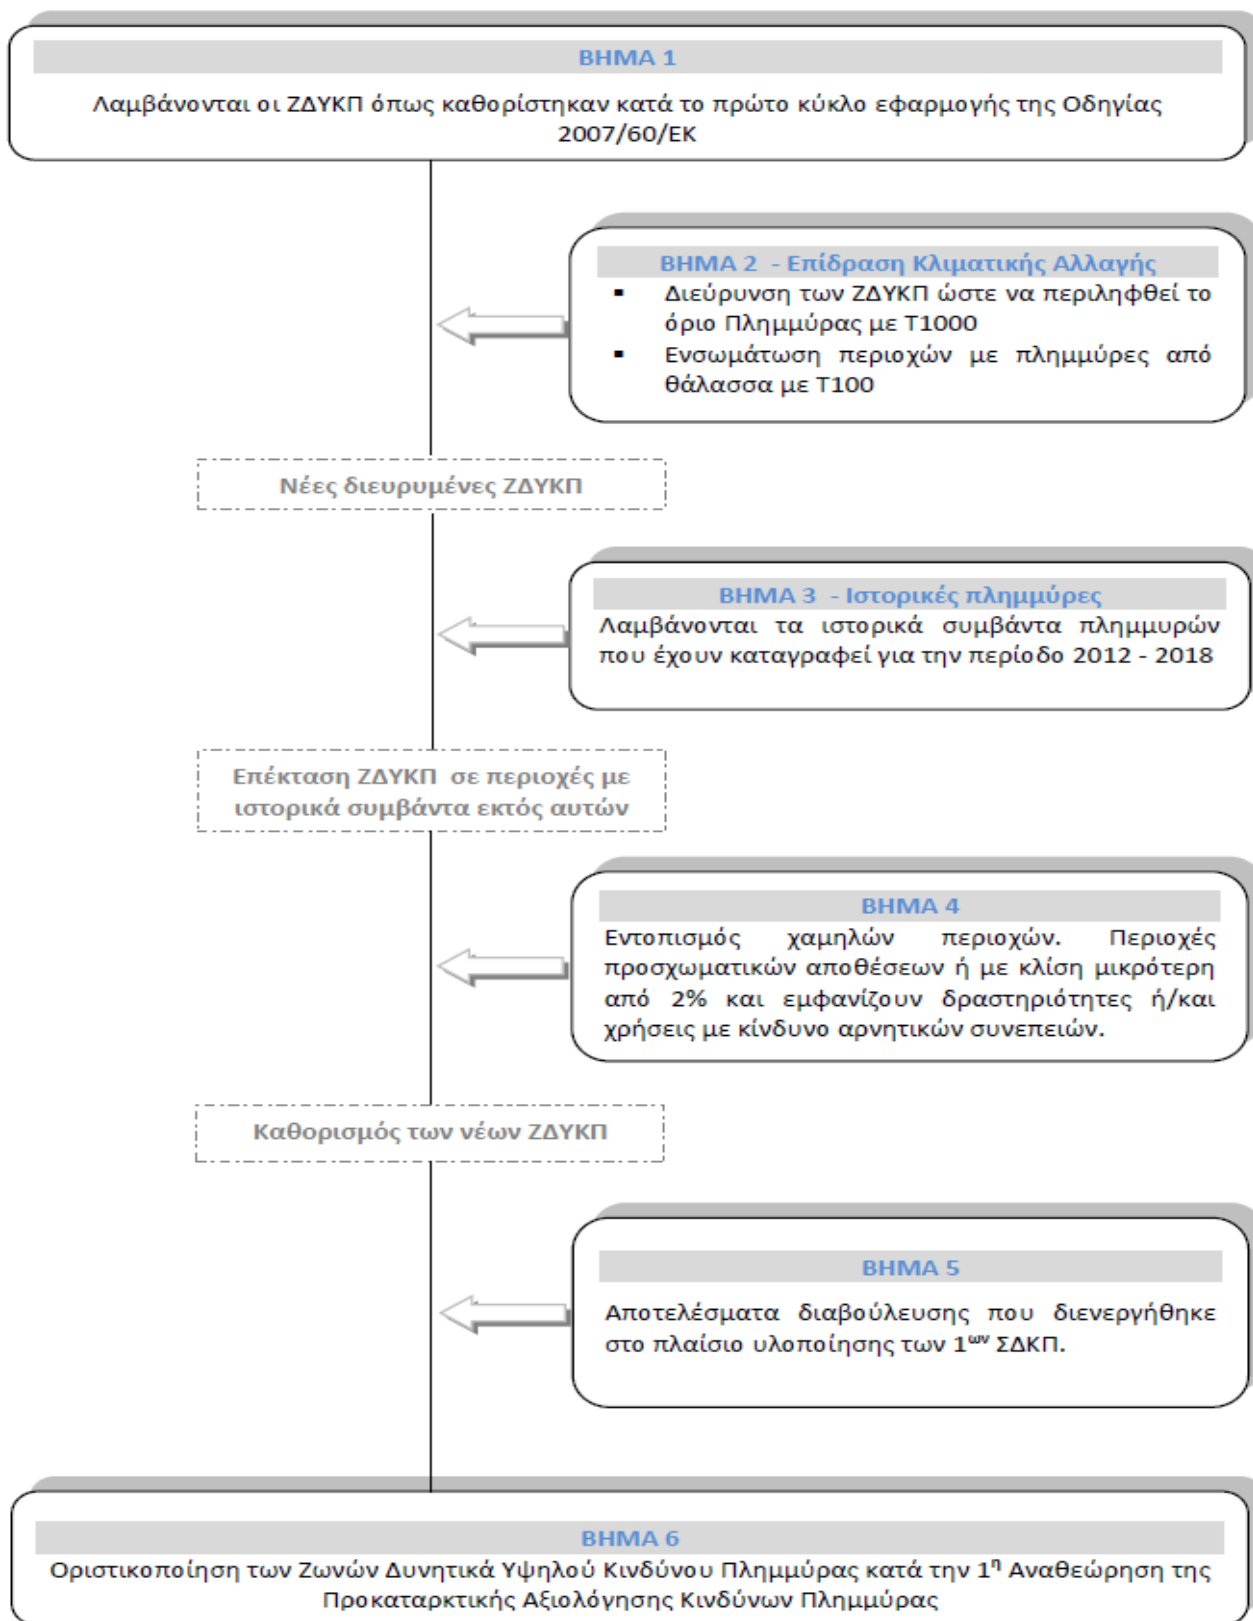 ΒΗΜΑ 1
Λαμβάνονται οι ΖΔΥΚΠ όπως καθορίστηκαν κατά το πρώτο κύκλο εφαρμογής της Οδηγίας
2007/60/ΕΚ
ΒΗΜΑ 2 - Επίδραση Κλιματικής Αλλαγής
▪ Διεύρυνση των ΖΔΥΚΠ ώστε να περιληφθεί το
όριο Πλημμύρας με Τ1000
▪ Ενσωμάτωση περιοχών με πλημμύρες από
θάλασσα με Τ100
Νέες διευρυμένες ΖΔΥΚΠ
ΒΗΜΑ 3 - Ιστορικές πλημμύρες
Λαμβάνονται τα ιστορικά συμβάντα πλημμυρών
που έχουν καταγραφεί για την περίοδο 2012 - 2018
Επέκταση ΖΔΥΚΠ σε περιοχές με
ιστορικά συμβάντα εκτός αυτών
ΒΗΜΑ 4
Εντοπισμός χαμηλών περιοχών. Περιοχές
προσχωματικών αποθέσεων ή με κλίση μικρότερη
από 2% και εμφανίζουν δραστηριότητες ή/και
χρήσεις με κίνδυνο αρνητικών συνεπειών.
Καθορισμός των νέων ΖΔΥΚΠ
ΒΗΜΑ 5
Αποτελέσματα διαβούλευσης που διενεργήθηκε
στο πλαίσιο υλοποίησης των 1ων ΣΔΚΠ.
ΒΗΜΑ 6
Οριστικοποίηση των Ζωνών Δυνητικά Υψηλού Κινδύνου Πλημμύρας κατά την 1η Αναθεώρηση της
Προκαταρκτικής Αξιολόγησης Κινδύνων Πλημμύρας